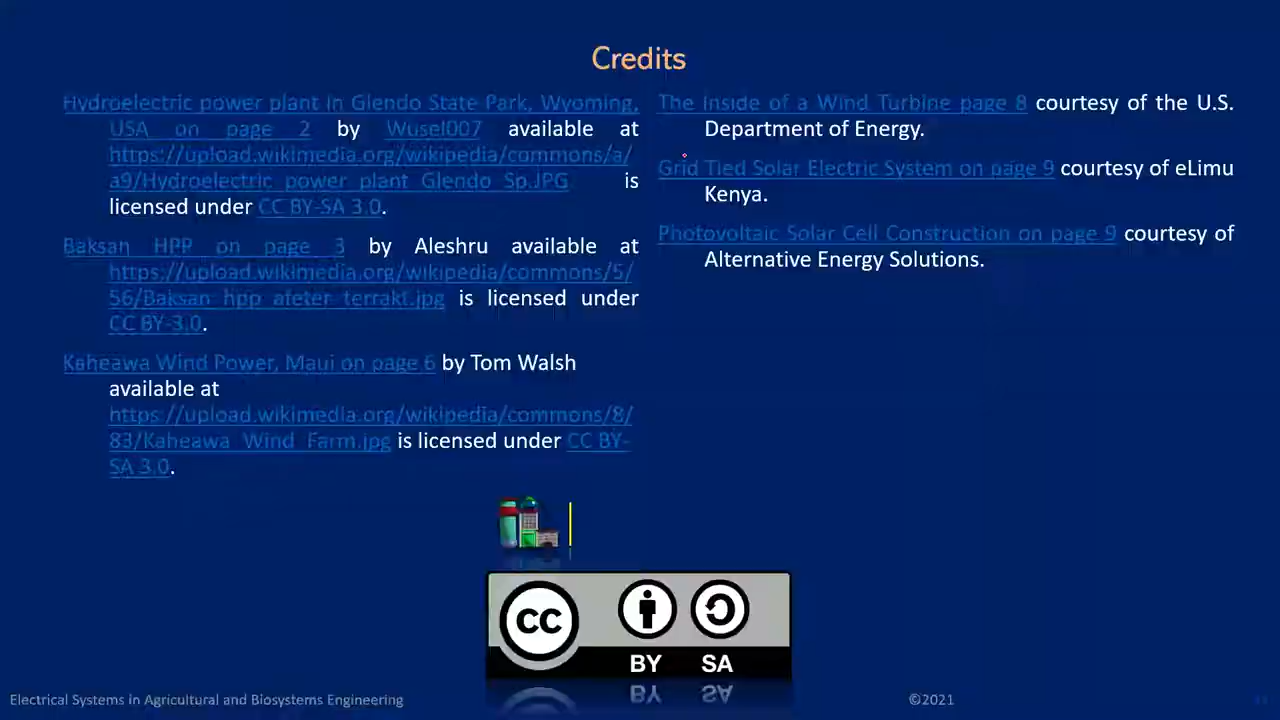 Credits
Hydroelectric power plant in Glendo State Park, Wyoming,
USA on page 2 by Wusel007 available at
https://upload.wikimedia.org/wikipedia/commons/a/
a9/Hydroelectric_power_plant_Glendo_Sp.JPG is
licensed under CC BY-SA 3.0.
Baksan HPP on page 3 by Aleshru available at
https://upload.wikimedia.org/wikipedia/commons/5/
56/Baksan_hpp_afeter_terrakt.jpg is licensed under
CC BY-3.0.
Kaheawa Wind Power, Maui on page 6 by Tom Walsh
available at
https://upload.wikimedia.org/wikipedia/commons/8/
83/Kaheawa_Wind_Farm.jpg is licensed under CC BY-
SA 3.0.
The Inside of a Wind Turbine page 8 courtesy of the U.S.
Department of Energy.
Grid Tied Solar Electric System on page 9 courtesy of eLimu
Kenya.
Photovoltaic Solar Cell Construction on page 9 courtesy of
Alternative Energy Solutions.
CC
BY SA
Electrical Systems in Agricultural and Biosystems Engineering
©2021